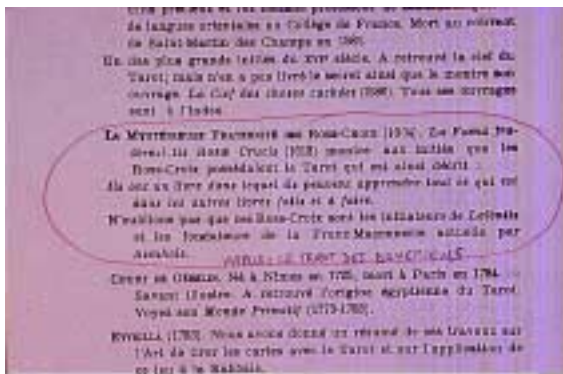 de langues orientales au Collège de France. Mort au couvent
de Saint-Martin des Champs en 1581.
Un des plus grands initiés du XVIe siècle. A retrouvé la clef du
Tarot; mais n'en a pas livré le secret ainsi que le montre son
ouvrage. La Clef des choses cachées (1580). Tous ses ouvrages
sont à l'Index
LA MYSTÉRIEUSE FRATERNITÉ des ROSE-CROIX (1604). La Fama fra-
Rosæ Crucis (1613) montre aux initiés que les
Rose-Croix possédaient le Tarot qui est ainsi décrit :
Ils ont un livre dans lequel ils peuvent apprendre tout ce qui est
dans les autres livres faits et à faire.
N'oublions pas que les Rose-Croix sont les initiateurs de Leibnitz
et les fondateurs de la Franc-Maçonnerie actuelle par
Ashmole.
COURT DE GÉBELIN. Né à Nîmes en 1725, mort à Paris en 1784.
Savant illustre. A retrouvé l'origine égyptienne du Tarot.
Voyez son Monde Primitif (1773-1783).
ETTEILLA (1783). Nous avons donné un résumé de ses travaux sur
l'Art de tirer les cartes avec le Tarot et sur l'application de
ce jeu à la Kabbale.